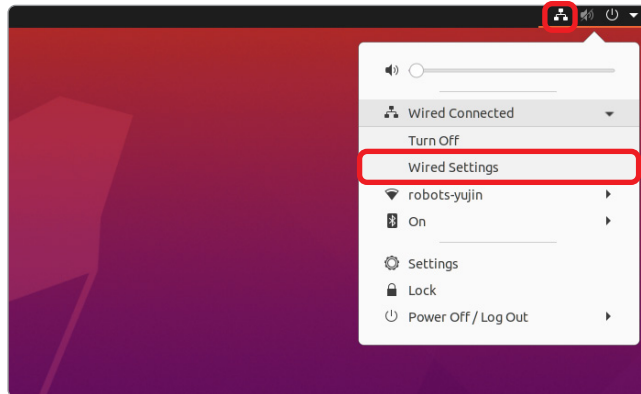 Wired Connected
Turn Off
Wired Settings
robots-yujin
On
Settings
Lock
Power Off / Log Out